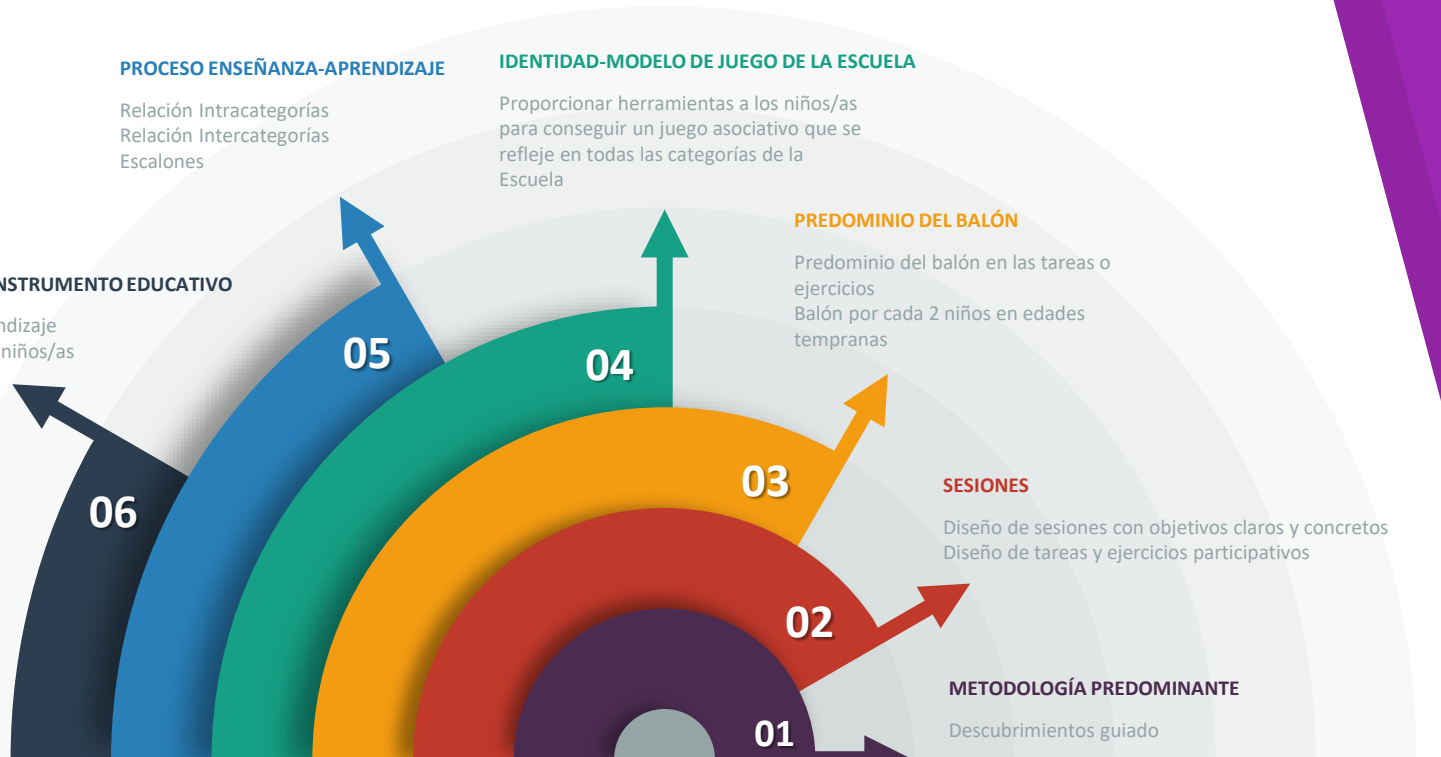 PROCESO ENSEÑANZA-APRENDIZAJE
Relación Intracategorías
Relación Intercategorías
Escalones
IDENTIDAD-MODELO DE JUEGO DE LA ESCUELA
Proporcionar herramientas a los niños/as
para conseguir un juego asociativo que se
refleje en todas las categorías de la
Escuela
PREDOMINIO DEL BALÓN
Predominio del balón en las tareas o
ejercicios
Balón por cada 2 niños en edades
tempranas
EDUCATIVO
niños/as
05
04
06
03
SESIONES
Diseño de sesiones con objetivos claros y concretos
Diseño de tareas y ejercicios participativos
02
METODOLOGÍA PREDOMINANTE
Descubrimientos guiado
01